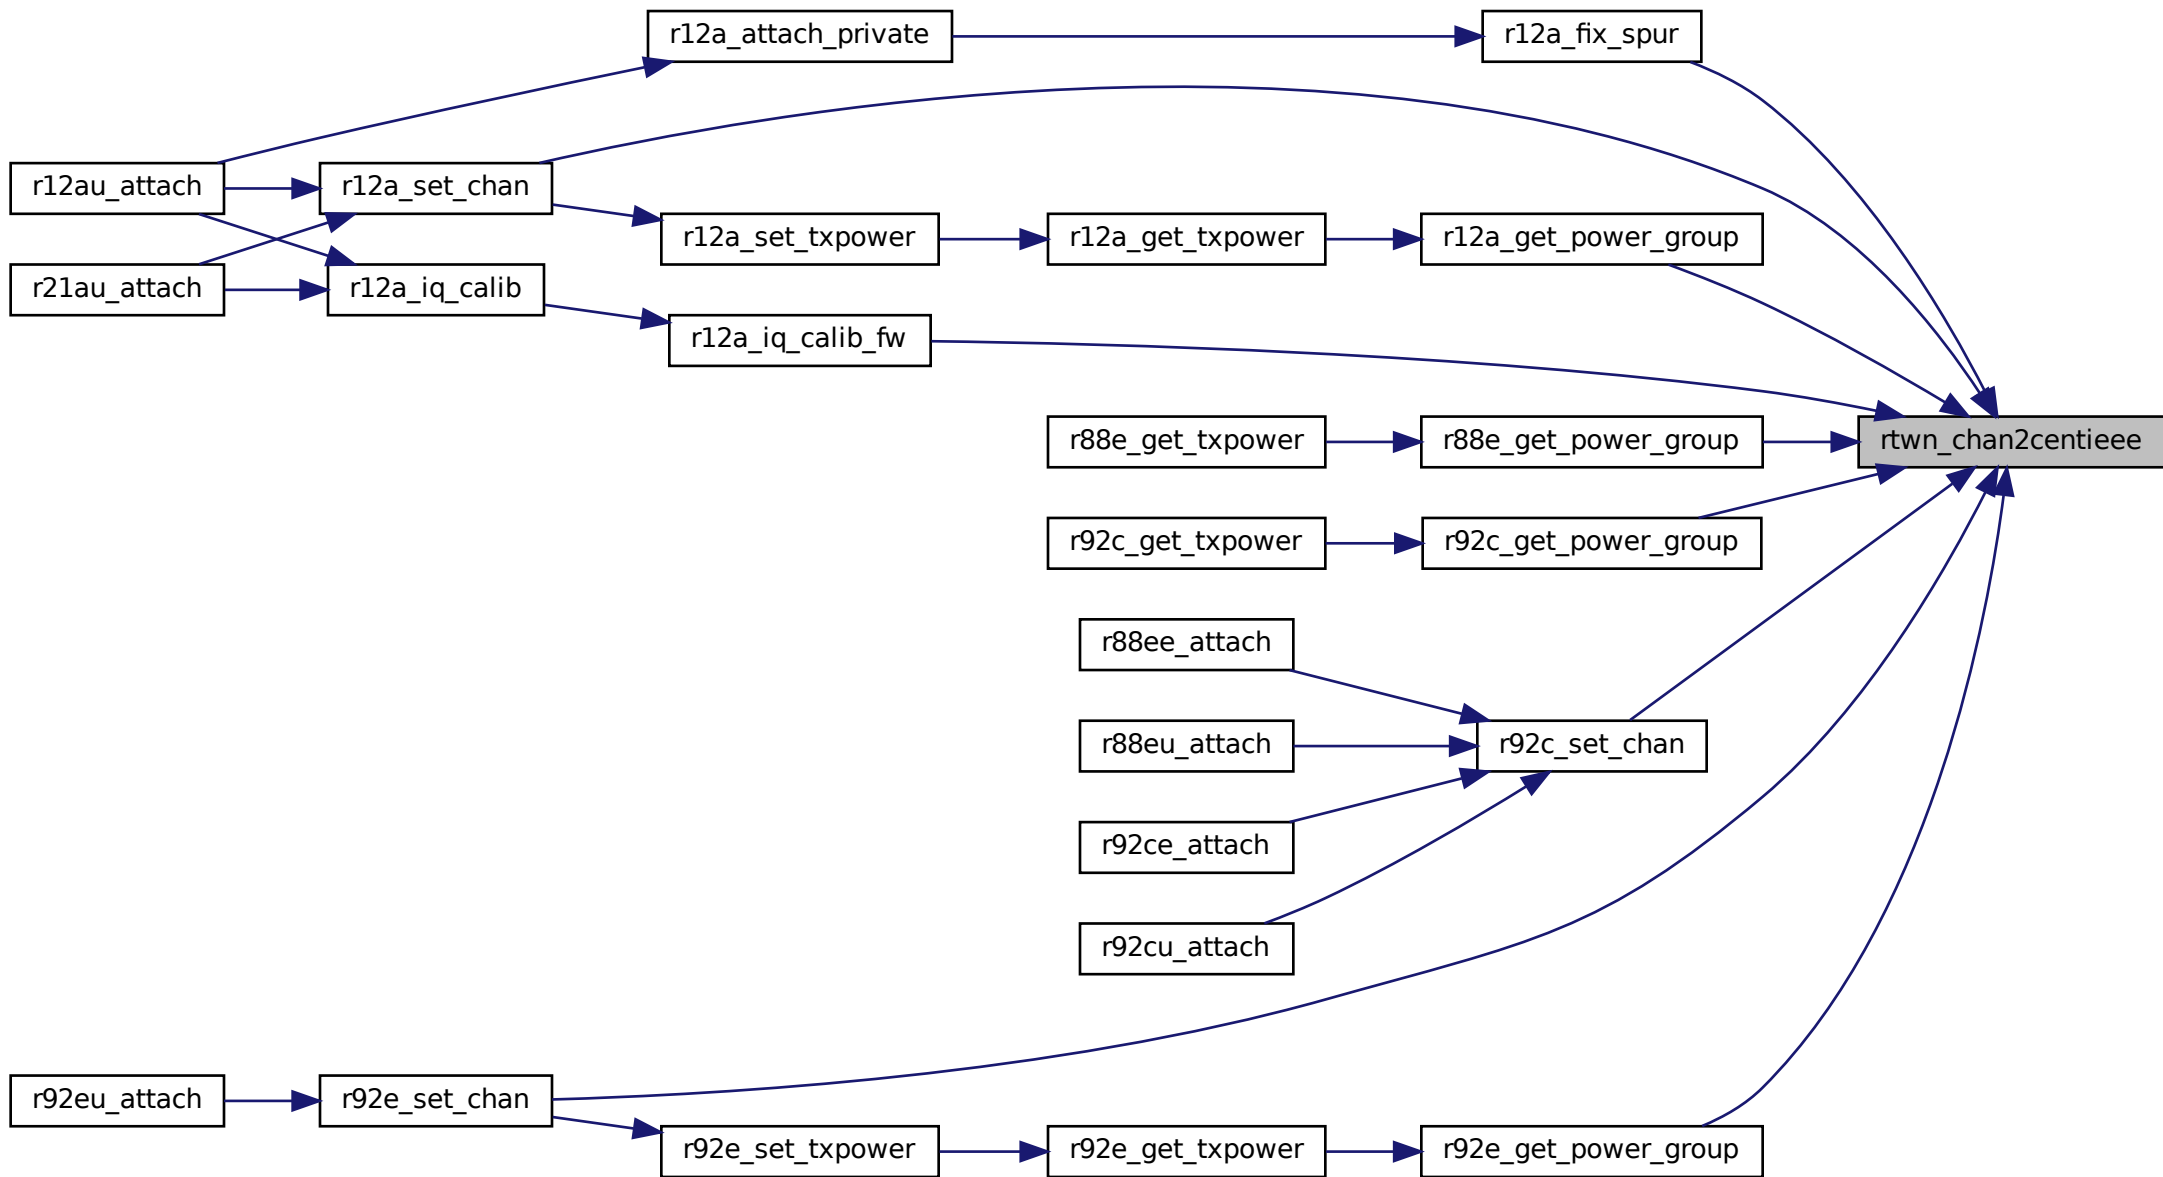 r12a_attach_private
r12a_fix_spur
r12au_attach
r12a_set_chan
r12a_set_txpower
r12a_get_txpower
r12a_get_power_group
r21au_attach
r12a_iq_calib
r12a_iq_calib_fw
r88e_get_txpower
r88e_get_power_group
rtwn_chan2centieee
r92c_get_txpower
r92c_get_power_group
r88ee_attach
r88eu_attach
r92c_set_chan
r92ce_attach
r92cu_attach
r92eu_attach
r92e_set_chan
r92e_set_txpower
r92e_get_txpower
r92e_get_power_group